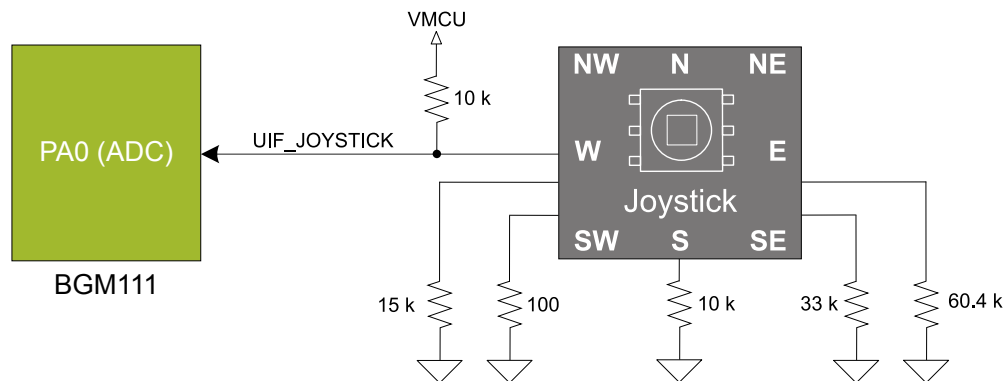 VMCU
10 k
PA0 (ADC)
UIF_JOYSTICK
BGM111
NW N NE
W E
Joystick
SW S SE
15 k
100
10 k
33 k
60.4 k